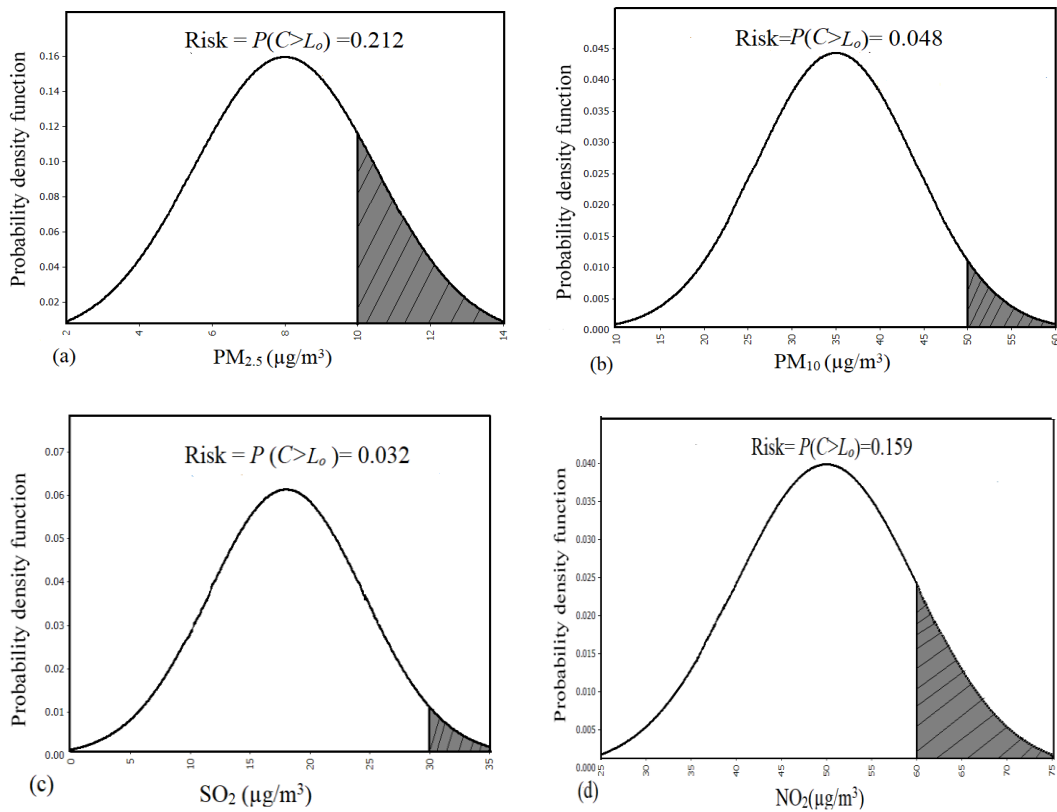 Risk = P(C>Lo) =0.212
Probability density function
0.16
0.14
0.12
0.10
0.08
0.06
0.04
0.02
2 4 6 8 10 12 14
(a) PM2.5 (µg/m³)
Risk=P(C>Lo)= 0.048
Probability density function
0.045
0.040
0.035
0.030
0.025
0.020
0.015
0.010
0.005
0.000
10 15 20 25 30 35 40 45 50 55 60
(b) PM10 (µg/m³)
Risk = P (C>Lo )= 0.032
Probability density function
0.07
0.06
0.05
0.04
0.03
0.02
0.01
0.00
0 5 10 15 20 25 30 35
(c) SO2 (µg/m³)
Risk= P(C>Lo)=0.159
Probability density function
0.040
0.035
0.030
0.025
0.020
0.015
0.010
0.005
0.000
25 30 35 40 45 50 55 60 65 70 75
(d) NO2(µg/m³)